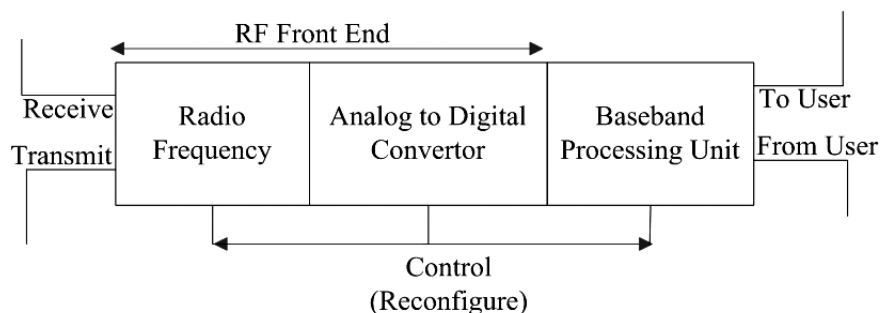 RF Front End
Receive
Transmit
Radio
Frequency
Analog to Digital
Convertor
Baseband
Processing Unit
To User
From User
Control
(Reconfigure)